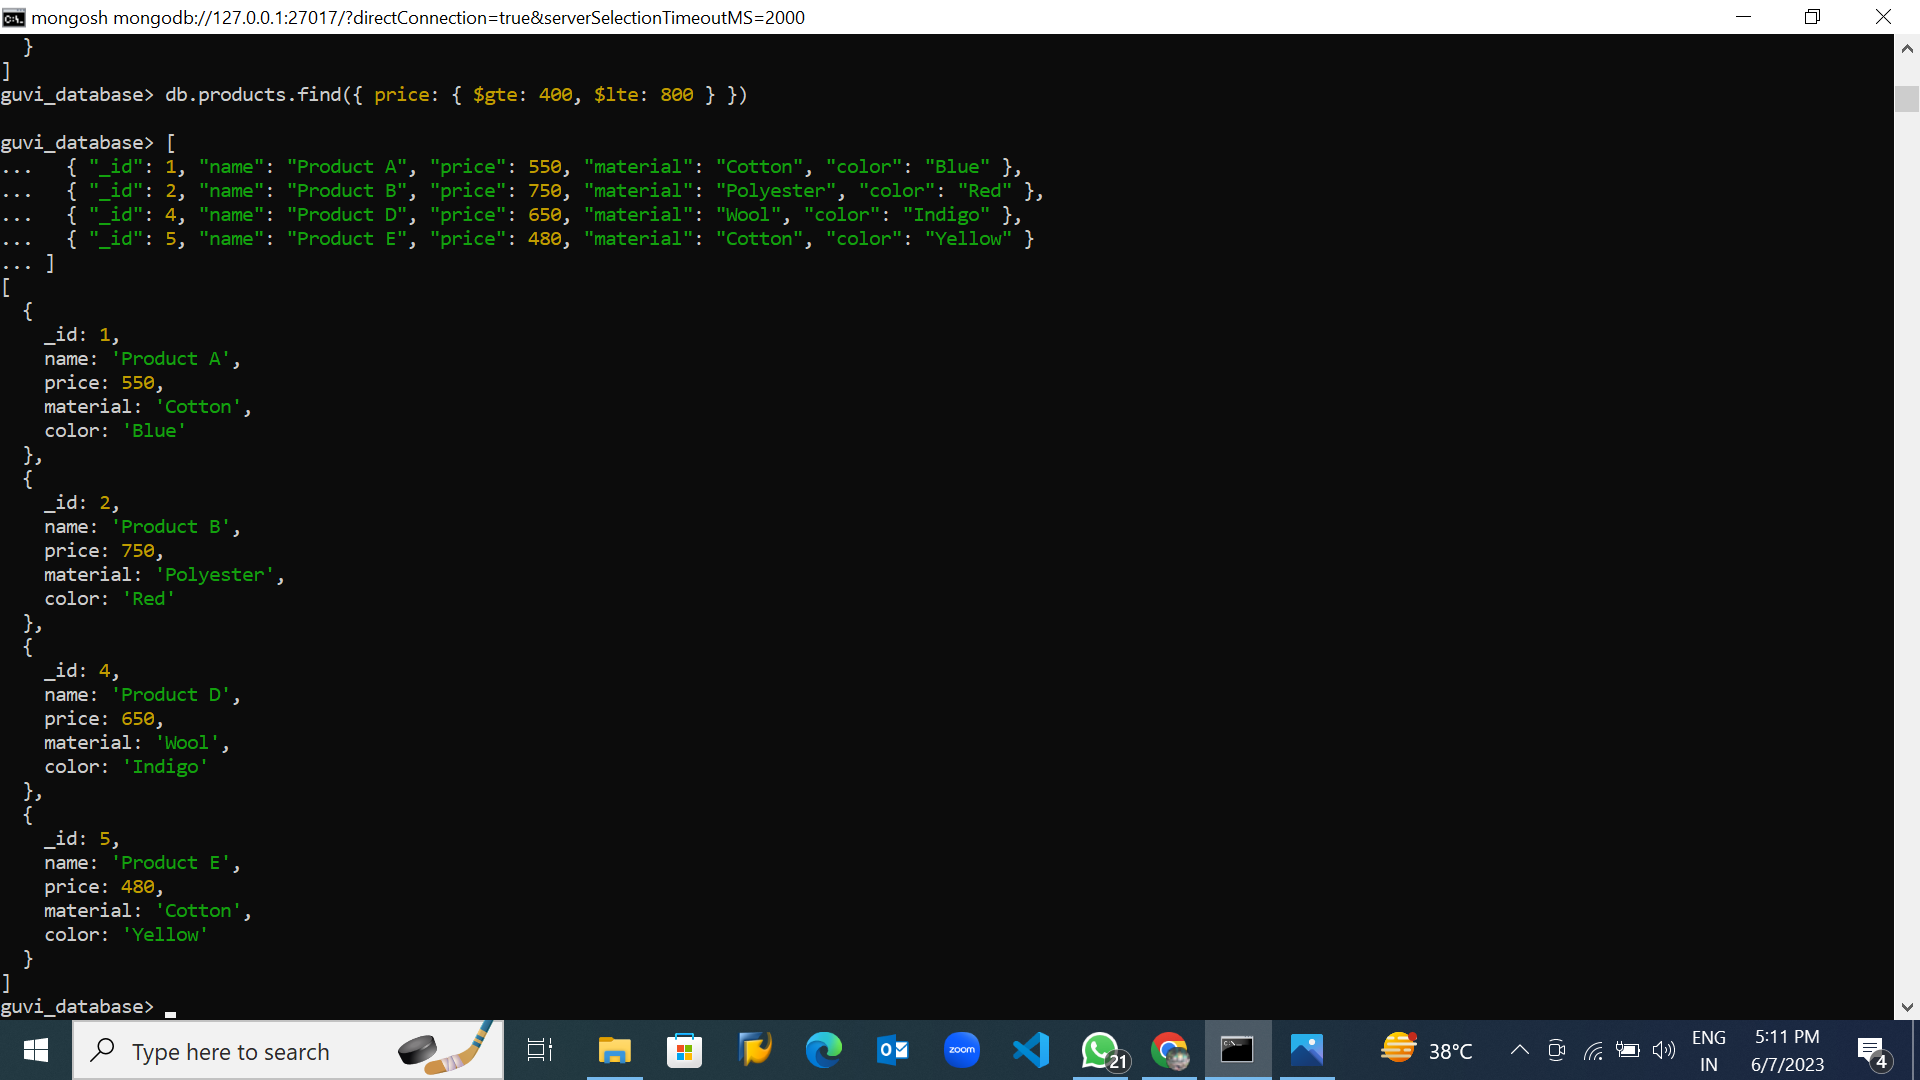 mongosh mongodb://127.0.0.1:27017/?directConnection=true&serverSelectionTimeoutMS=2000
  }
]
guvi_database> db.products.find({ price: { $gte: 400, $lte: 800 } })
guvi_database> [
...   { "_id": 1, "name": "Product A", "price": 550, "material": "Cotton", "color": "Blue" },
...   { "_id": 2, "name": "Product B", "price": 750, "material": "Polyester", "color": "Red" },
...   { "_id": 4, "name": "Product D", "price": 650, "material": "Wool", "color": "Indigo" },
...   { "_id": 5, "name": "Product E", "price": 480, "material": "Cotton", "color": "Yellow" }
... ]
[
  {
    _id: 1,
    name: 'Product A',
    price: 550,
    material: 'Cotton',
    color: 'Blue'
  },
  {
    _id: 2,
    name: 'Product B',
    price: 750,
    material: 'Polyester',
    color: 'Red'
  },
  {
    _id: 4,
    name: 'Product D',
    price: 650,
    material: 'Wool',
    color: 'Indigo'
  },
  {
    _id: 5,
    name: 'Product E',
    price: 480,
    material: 'Cotton',
    color: 'Yellow'
  }
]
guvi_database>
Type here to search
zoom
21
38°C
ENG
IN
5:11 PM
6/7/2023
4